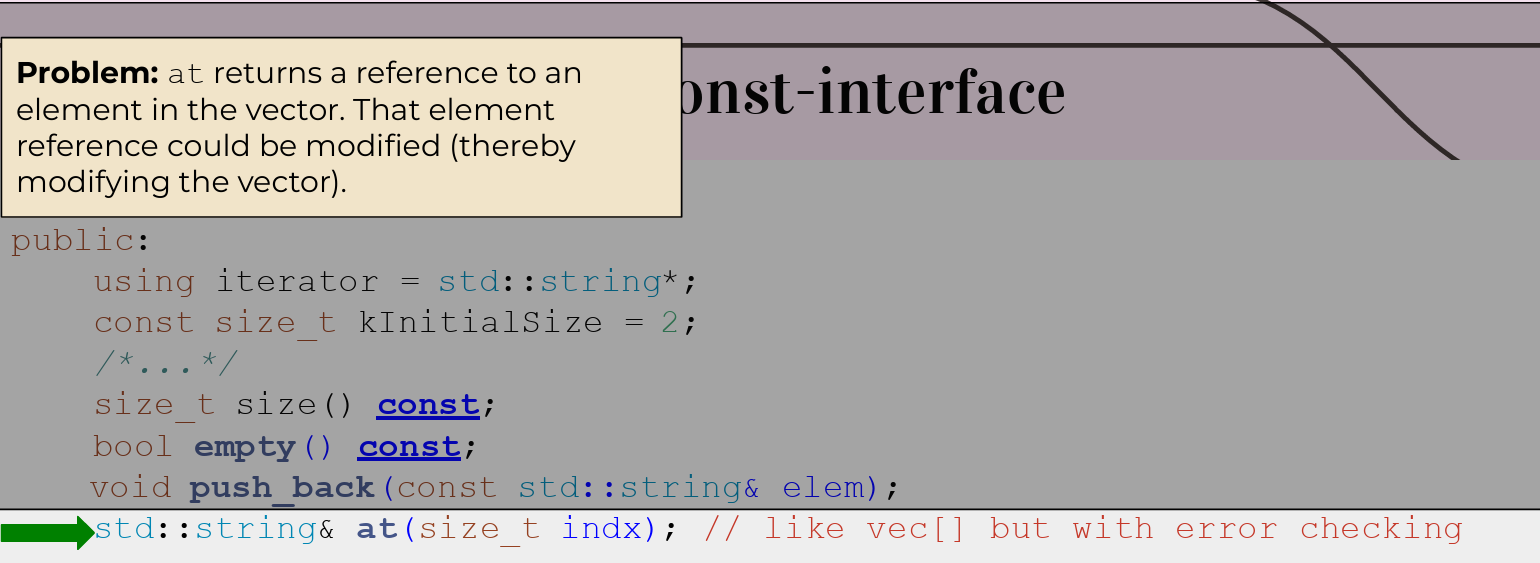 Problem: at returns a reference to an
element in the vector. That element
reference could be modified (thereby
modifying the vector).
onst-interface
public:
using iterator = std::string*;
const size_t kInitialSize = 2;
/*...*/
size_t size() const;
bool empty() const;
void push_back(const std::string& elem);
std::string& at(size_t indx); // like vec[] but with error checking